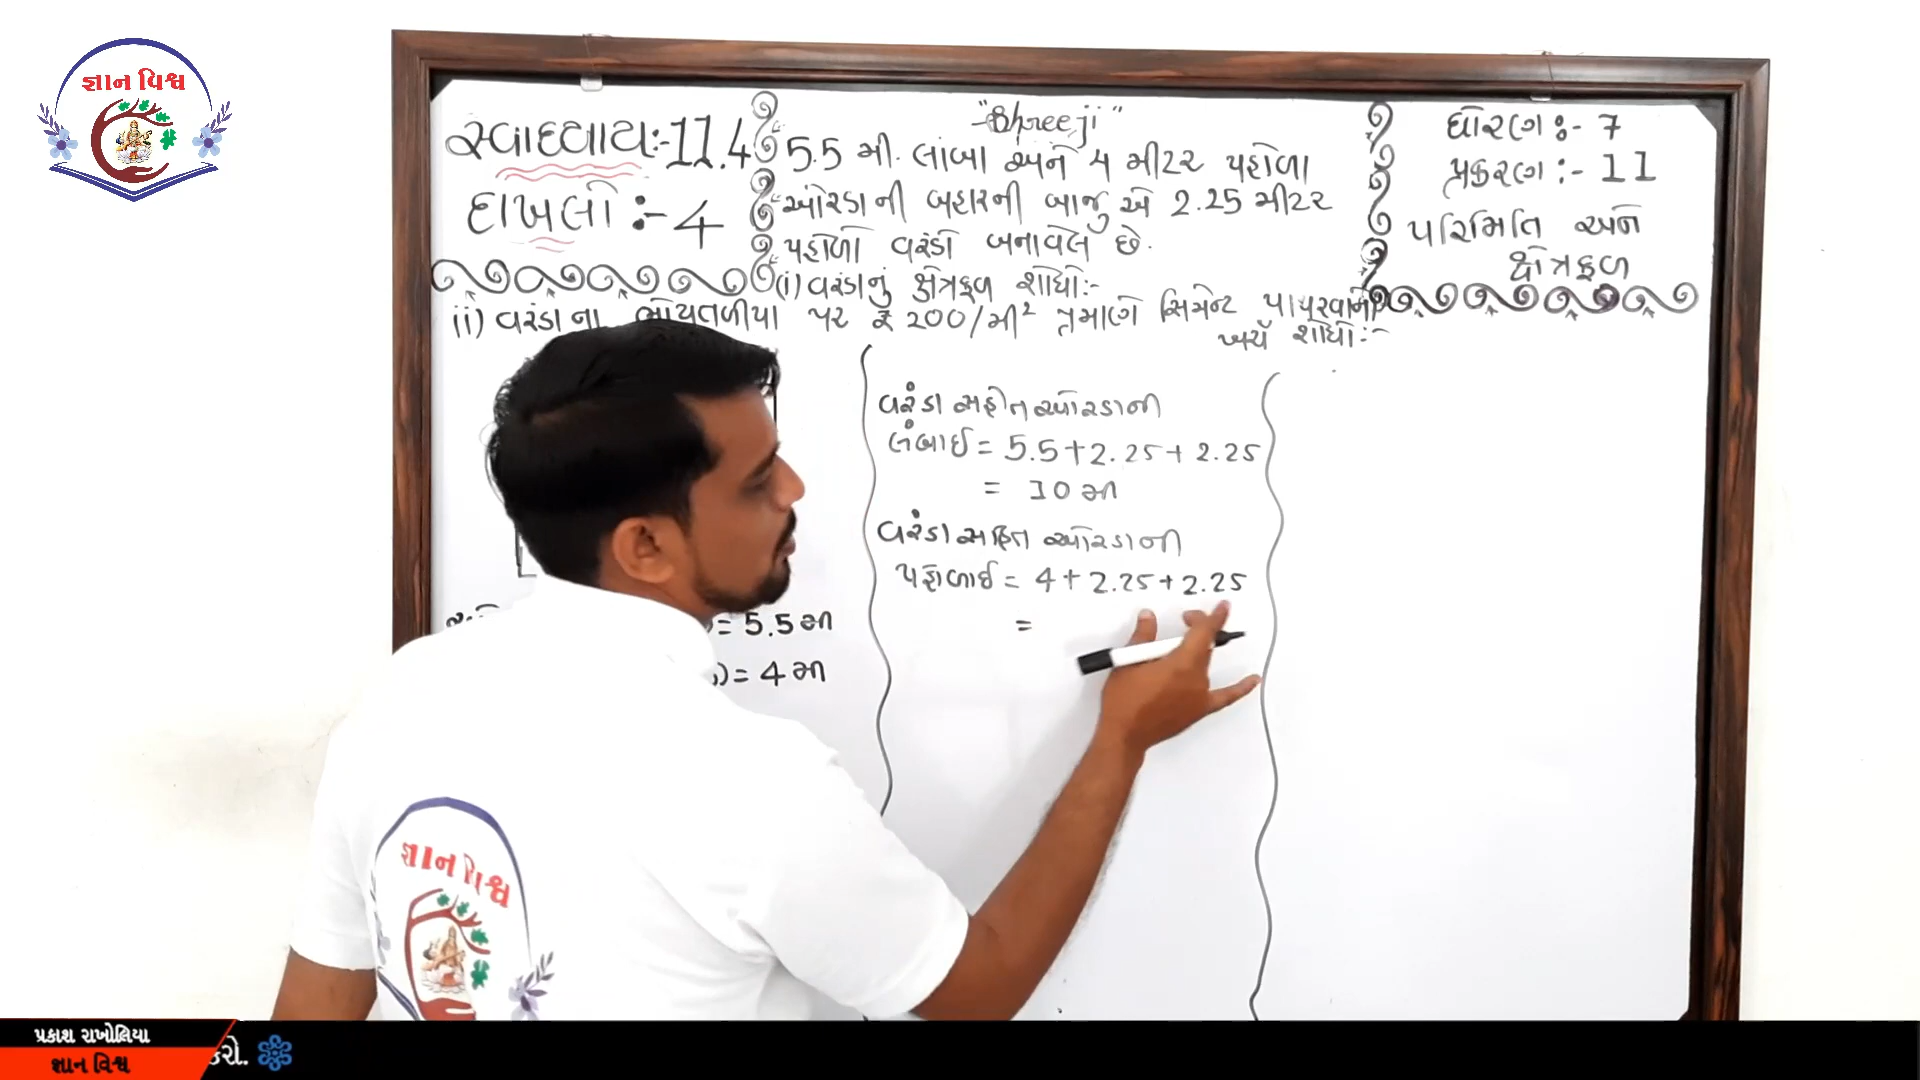 જ્ઞાન વિશ્વ
"Bhreeji"
સ્વાધ્યાયઃ-11.4
દાખલો :- 4
5.5 મી. લાંબા અને 4 મીટર પહોળા
ઓરડાની બહારની બાજુ એ 2.25 મીટર
પહોળો વરંડો બનાવેલ છે.
(i) વરંડાનું ક્ષેત્રફળ શોધો:-
ii) વરંડાના ભોંયતળીયા પર ₹ 200/મી² પ્રમાણે સિમેન્ટ પાથરવાનો
ખર્ચ શોધો:-
ધોરણ :- 7
પ્રકરણ :- 11
પરિમિતિ અને
ક્ષેત્રફળ
= 5.5 મી
= 4 મી
વરંડા સહીત ઓરડાની
લંબાઈ = 5.5 + 2.25 + 2.25
= 10 મી
વરંડા સહિત ઓરડાની
પહોળાઈ = 4 + 2.25 + 2.25
=
જ્ઞાન વિશ્વ
પ્રકાશ રાખોલિયા
જ્ઞાન વિશ્વ
કરો.